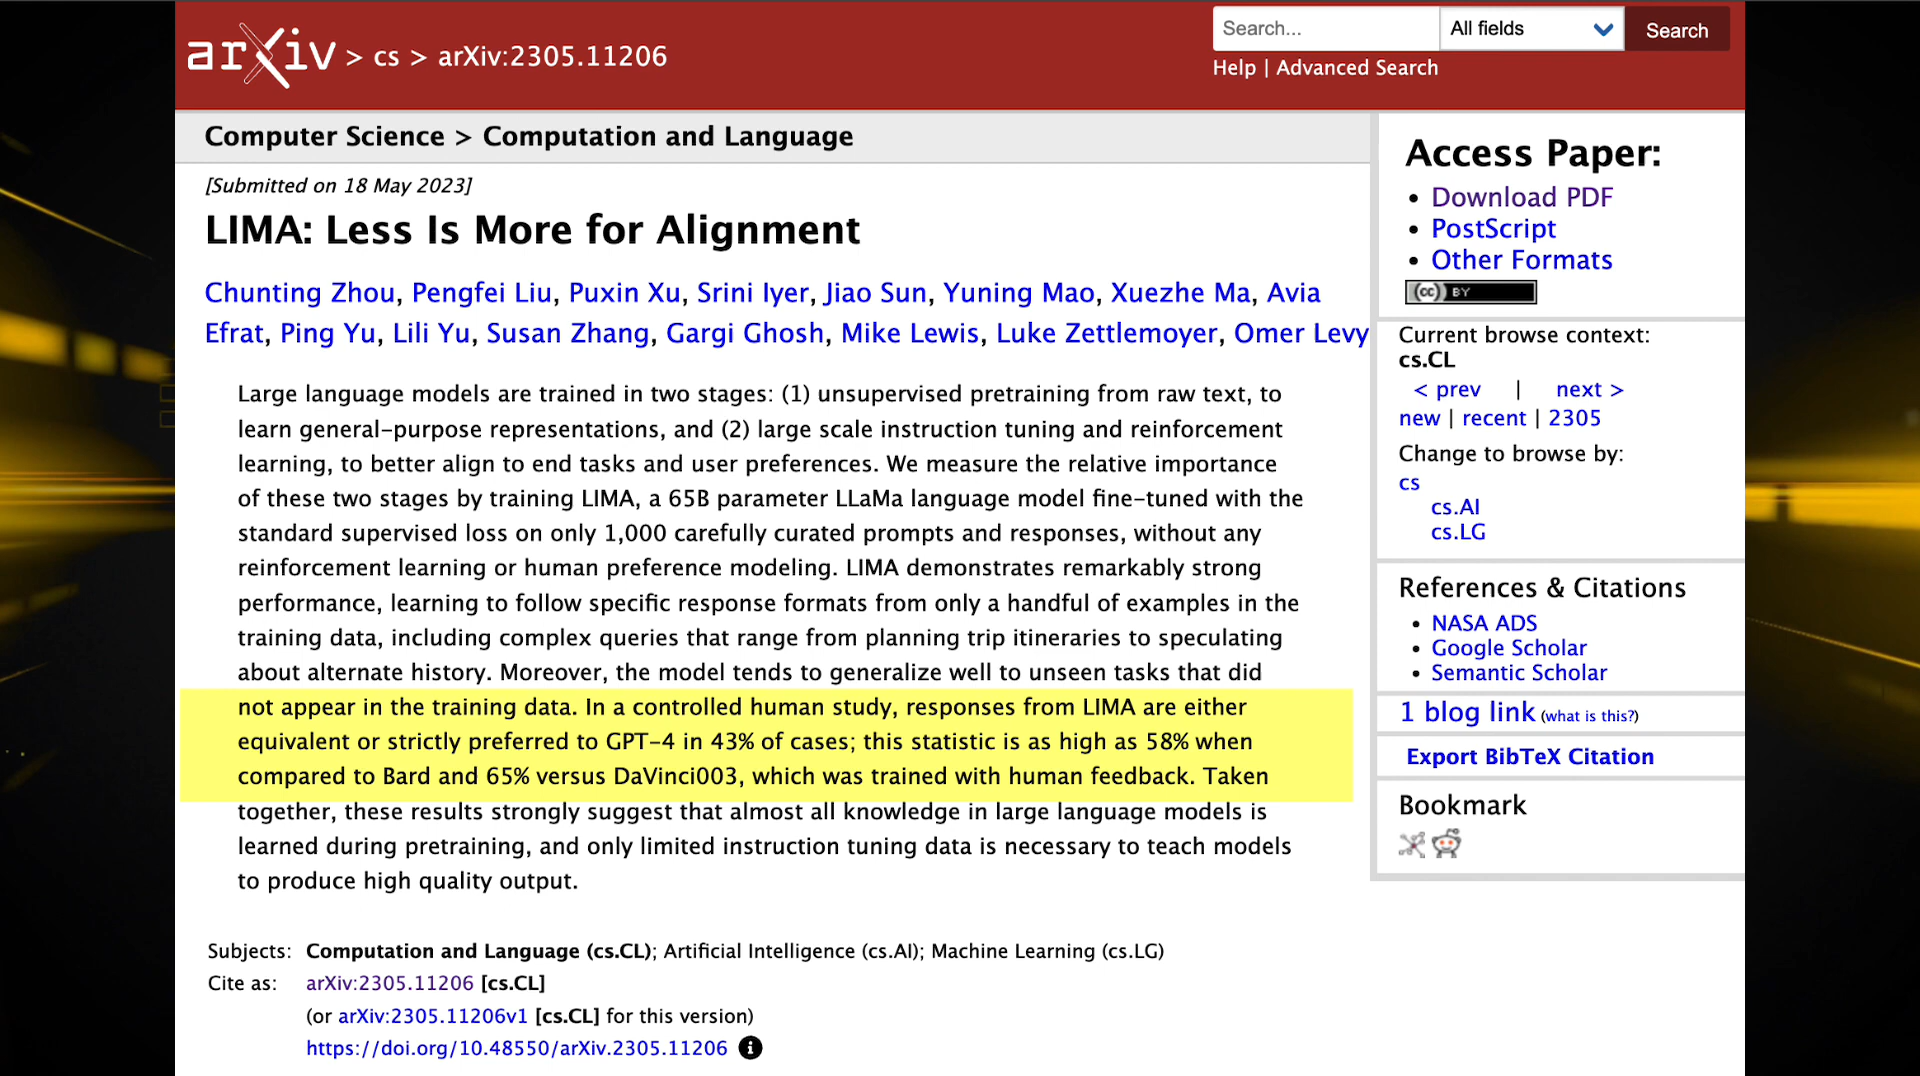 arXiv > cs > arXiv:2305.11206
Search...
All fields
Search
Help | Advanced Search
Computer Science > Computation and Language
[Submitted on 18 May 2023]
LIMA: Less Is More for Alignment
Chunting Zhou, Pengfei Liu, Puxin Xu, Srini Iyer, Jiao Sun, Yuning Mao, Xuezhe Ma, Avia
Efrat, Ping Yu, Lili Yu, Susan Zhang, Gargi Ghosh, Mike Lewis, Luke Zettlemoyer, Omer Levy
Large language models are trained in two stages: (1) unsupervised pretraining from raw text, to
learn general-purpose representations, and (2) large scale instruction tuning and reinforcement
learning, to better align to end tasks and user preferences. We measure the relative importance
of these two stages by training LIMA, a 65B parameter LLaMa language model fine-tuned with the
standard supervised loss on only 1,000 carefully curated prompts and responses, without any
reinforcement learning or human preference modeling. LIMA demonstrates remarkably strong
performance, learning to follow specific response formats from only a handful of examples in the
training data, including complex queries that range from planning trip itineraries to speculating
about alternate history. Moreover, the model tends to generalize well to unseen tasks that did
not appear in the training data. In a controlled human study, responses from LIMA are either
equivalent or strictly preferred to GPT-4 in 43% of cases; this statistic is as high as 58% when
compared to Bard and 65% versus DaVinci003, which was trained with human feedback. Taken
together, these results strongly suggest that almost all knowledge in large language models is
learned during pretraining, and only limited instruction tuning data is necessary to teach models
to produce high quality output.
Subjects: Computation and Language (cs.CL); Artificial Intelligence (cs.AI); Machine Learning (cs.LG)
Cite as: arXiv:2305.11206 [cs.CL]
(or arXiv:2305.11206v1 [cs.CL] for this version)
https://doi.org/10.48550/arXiv.2305.11206
Access Paper:
• Download PDF
• PostScript
• Other Formats
(cc) BY
Current browse context:
cs.CL
< prev | next >
new | recent | 2305
Change to browse by:
cs
cs.AI
cs.LG
References & Citations
• NASA ADS
• Google Scholar
• Semantic Scholar
1 blog link (what is this?)
Export BibTeX Citation
Bookmark